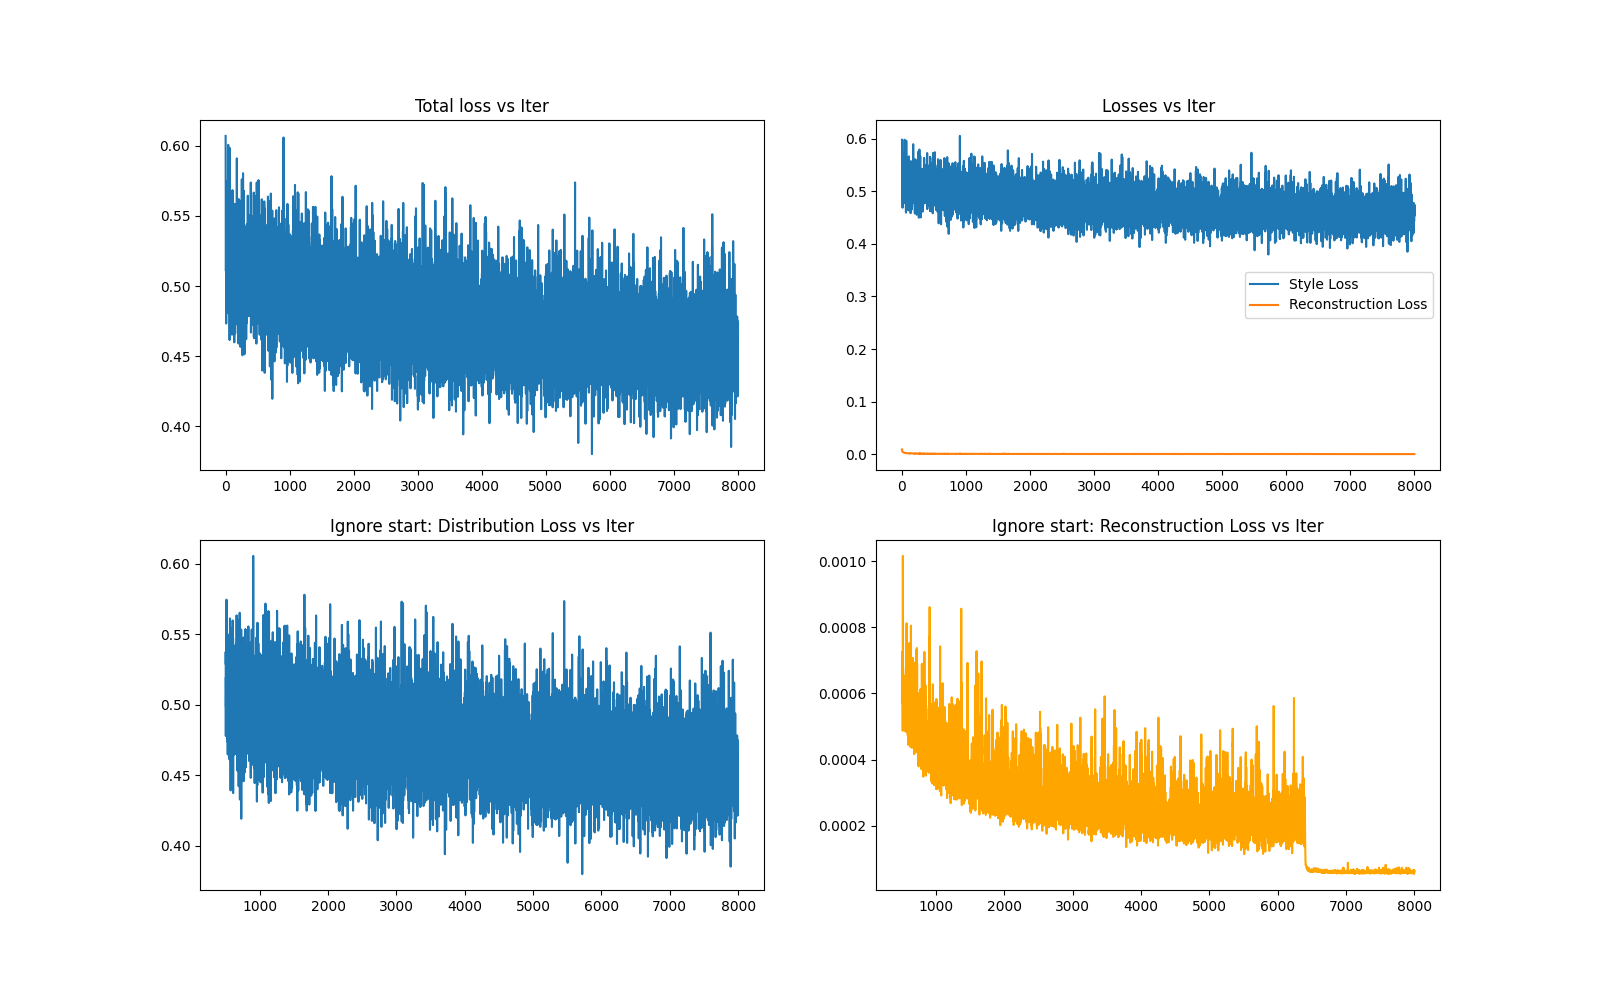 Total loss vs Iter
0.60
0.55
0.50
0.45
0.40
0 1000 2000 3000 4000 5000 6000 7000 8000
Losses vs Iter
0.6
0.5
0.4
0.3
0.2
0.1
0.0
Style Loss
Reconstruction Loss
0 1000 2000 3000 4000 5000 6000 7000 8000
Ignore start: Distribution Loss vs Iter
0.60
0.55
0.50
0.45
0.40
1000 2000 3000 4000 5000 6000 7000 8000
Ignore start: Reconstruction Loss vs Iter
0.0010
0.0008
0.0006
0.0004
0.0002
1000 2000 3000 4000 5000 6000 7000 8000